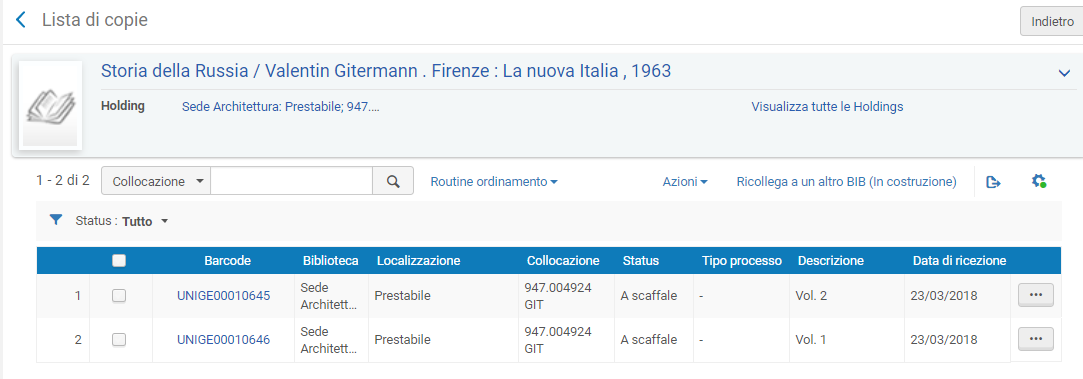 Lista di copie
Indietro
Storia della Russia / Valentin Gitermann . Firenze : La nuova Italia , 1963
Holding Sede Architettura: Prestabile; 947.... Visualizza tutte le Holdings
1 - 2 di 2 Collocazione Routine ordinamento Azioni Ricollega a un altro BIB (In costruzione)
Status : Tutto
Barcode Biblioteca Localizzazione Collocazione Status Tipo processo Descrizione Data di ricezione
1 UNIGE00010645 Sede Architett... Prestabile 947.004924 GIT A scaffale - Vol. 2 23/03/2018
2 UNIGE00010646 Sede Architett... Prestabile 947.004924 GIT A scaffale - Vol. 1 23/03/2018